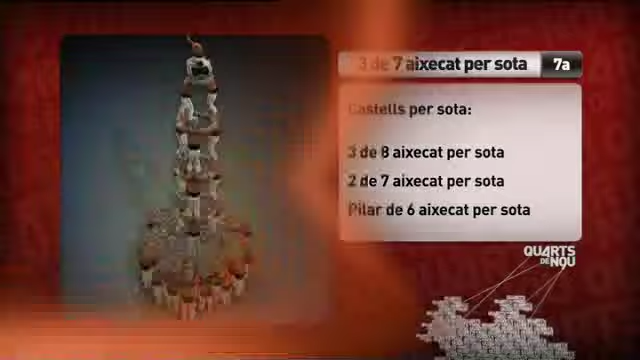 3 de 7 aixecat per sota
7a
Castells per sota:
3 de 8 aixecat per sota
2 de 7 aixecat per sota
Pilar de 6 aixecat per sota
QUARTS
DE NOU